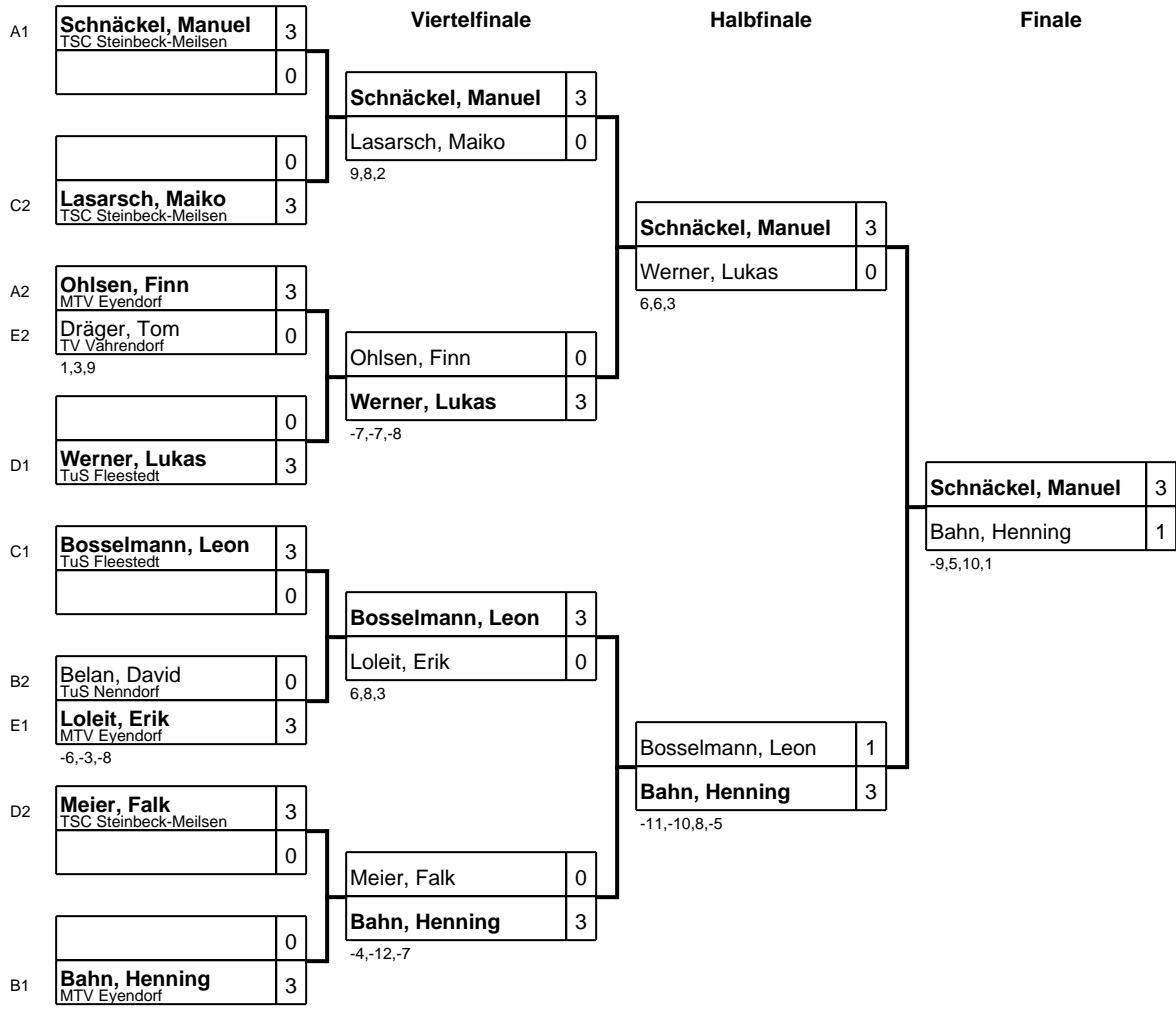 Viertelfinale
Halbfinale
Finale
A1
Schnäckel, Manuel
3
TSC Steinbeck-Meilsen
0
0
C2
Lasarsch, Maiko
3
TSC Steinbeck-Meilsen
A2
Ohlsen, Finn
3
MTV Eyendorf
E2
Dräger, Tom
0
TV Vahrendorf
1,3,9
0
D1
Werner, Lukas
3
TuS Fleestedt
C1
Bosselmann, Leon
3
TuS Fleestedt
0
B2
Belan, David
0
TuS Nenndorf
E1
Loleit, Erik
3
MTV Eyendorf
-6,-3,-8
D2
Meier, Falk
3
TSC Steinbeck-Meilsen
0
0
B1
Bahn, Henning
3
MTV Eyendorf
Schnäckel, Manuel
3
Lasarsch, Maiko
0
9,8,2
Ohlsen, Finn
0
Werner, Lukas
3
-7,-7,-8
Bosselmann, Leon
3
Loleit, Erik
0
6,8,3
Meier, Falk
0
Bahn, Henning
3
-4,-12,-7
Schnäckel, Manuel
3
Werner, Lukas
0
6,6,3
Bosselmann, Leon
1
Bahn, Henning
3
-11,-10,8,-5
Schnäckel, Manuel
3
Bahn, Henning
1
-9,5,10,1